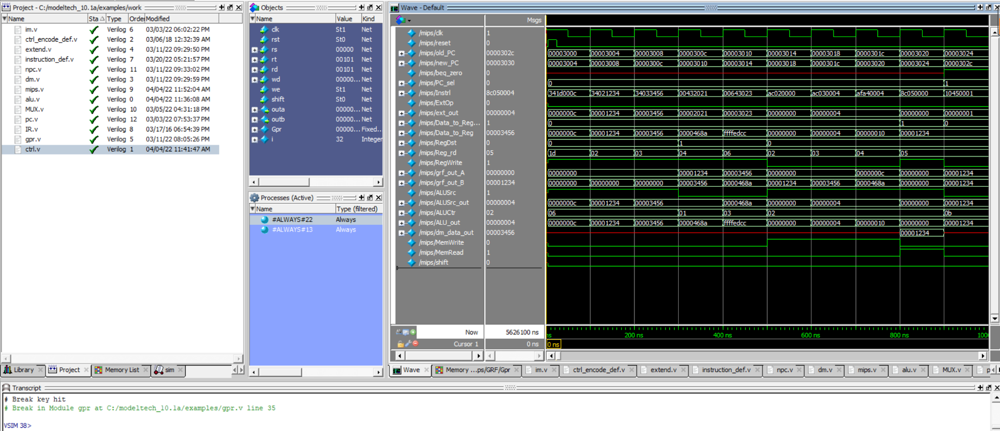 Project - C:/modeltech_10.1a/examples/work
Name Sta Type Order Modified
im.v Verilog 6 03/03/22 06:02:22 PM
ctrl_encode_def.v Verilog 2 03/06/18 12:32:39 AM
extend.v Verilog 4 03/11/22 09:29:50 PM
instruction_def.v Verilog 7 03/20/22 05:21:57 PM
npc.v Verilog 11 03/11/22 09:33:02 PM
dm.v Verilog 3 03/11/22 09:29:59 PM
mips.v Verilog 9 04/04/22 11:52:04 AM
alu.v Verilog 0 04/04/22 11:36:08 AM
MUX.v Verilog 10 03/05/22 04:31:18 PM
pc.v Verilog 12 03/03/22 07:53:37 PM
IR.v Verilog 8 03/17/16 06:54:39 PM
gpr.v Verilog 5 03/11/22 08:05:26 PM
ctrl.v Verilog 1 04/04/22 11:41:47 AM
Library Project Memory List sim
Objects
Name Value Kind
clk St1 Net
rst St0 Net
rs 00000 Net
rt 00101 Net
rd 00101 Net
wd 00000... Net
we St1 Net
shift St0 Net
outa 00000... Net
outb 00000... Net
Gpr 00000... Fixed...
i 32 Integer
Processes (Active)
Name Type (filtered)
#ALWAYS#22 Always
#ALWAYS#13 Always
Wave - Default
Msgs
/mips/clk 1
/mips/reset 0
/mips/old_PC 0000302c 00003000 00003004 00003008 0000300c 00003010 00003014 00003018 0000301c 00003020 00003024
/mips/new_PC 00003030 00003004 00003008 0000300c 00003010 00003014 00003018 0000301c 00003020 00003024 0000302c
/mips/beq_zero 0
/mips/PC_sel 0 0 1
/mips/Instrl 8c050004 341d000c 34021234 34033456 00432021 00643023 ac020000 ac030004 afa40004 8c050000 10450001
/mips/ExtOp 0
/mips/ext_out 00000004 0000000c 00001234 00003456 00002021 00003023 00000000 00000004 00000000 00000001
/mips/Data_to_Reg... 1 0 1 0
/mips/Data_to_Reg 00003456 0000000c 00001234 00003456 0000468a ffffedcc 00000000 00000004 00000010 00001234
/mips/RegDst 0 0 1 0
/mips/Reg_rd 05 1d 02 03 04 06 02 03 04 05
/mips/RegWrite 1
/mips/grf_out_A 00000000 00000000 00001234 00003456 00000000 0000000c 00000000 00001234
/mips/grf_out_B 00001234 00000000 00000000 00000000 00003456 0000468a 00001234 00003456 0000468a 00000000 00001234
/mips/ALUSrc 1
/mips/ALUSrc_out 00000004 0000000c 00001234 00003456 0000468a 00000000 00000004 00000000 00001234
/mips/ALUCtr 02 06 01 03 02 0b
/mips/ALU_out 00000004 0000000c 00001234 00003456 0000468a ffffedcc 00000000 00000004 00000010 00000000 00001234
/mips/dm_data_out 00003456 00001234
/mips/MemWrite 0
/mips/MemRead 1
/mips/shift 0
Now 5626100 ns ns 200 ns 400 ns 600 ns 800 ns 100
Cursor 1 0 ns 0 ns
Wave Memory ...ps/GRF/Gpr im.v ctrl_encode_def.v extend.v instruction_def.v npc.v dm.v mips.v alu.v MUX.v p
Transcript
# Break key hit
# Break in Module gpr at C:/modeltech_10.1a/examples/gpr.v line 35
VSIM 38>